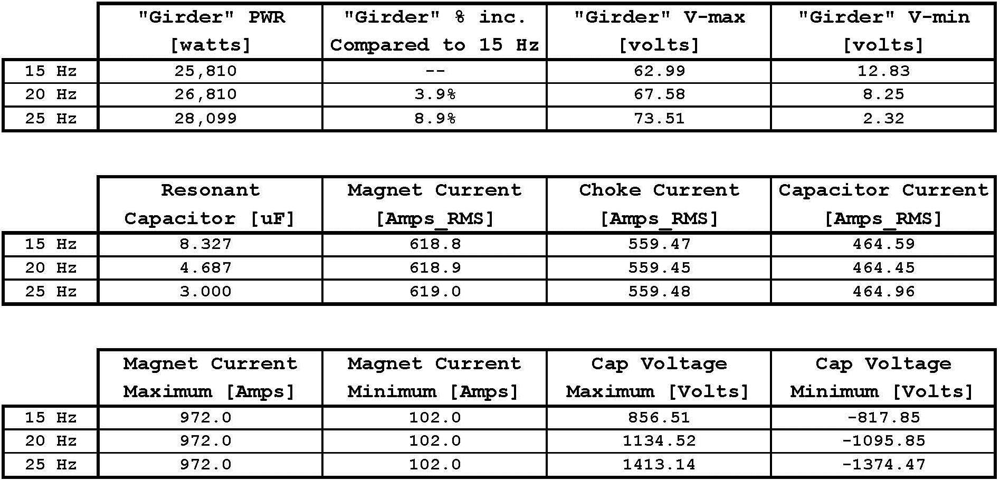 "Girder" PWR "Girder" % inc. "Girder" V-max "Girder" V-min
[watts] Compared to 15 Hz [volts] [volts]
15 Hz 25,810 -- 62.99 12.83
20 Hz 26,810 3.9% 67.58 8.25
25 Hz 28,099 8.9% 73.51 2.32
Resonant Magnet Current Choke Current Capacitor Current
Capacitor [uF] [Amps_RMS] [Amps_RMS] [Amps_RMS]
15 Hz 8.327 618.8 559.47 464.59
20 Hz 4.687 618.9 559.45 464.45
25 Hz 3.000 619.0 559.48 464.96
Magnet Current Magnet Current Cap Voltage Cap Voltage
Maximum [Amps] Minimum [Amps] Maximum [Volts] Minimum [Volts]
15 Hz 972.0 102.0 856.51 -817.85
20 Hz 972.0 102.0 1134.52 -1095.85
25 Hz 972.0 102.0 1413.14 -1374.47